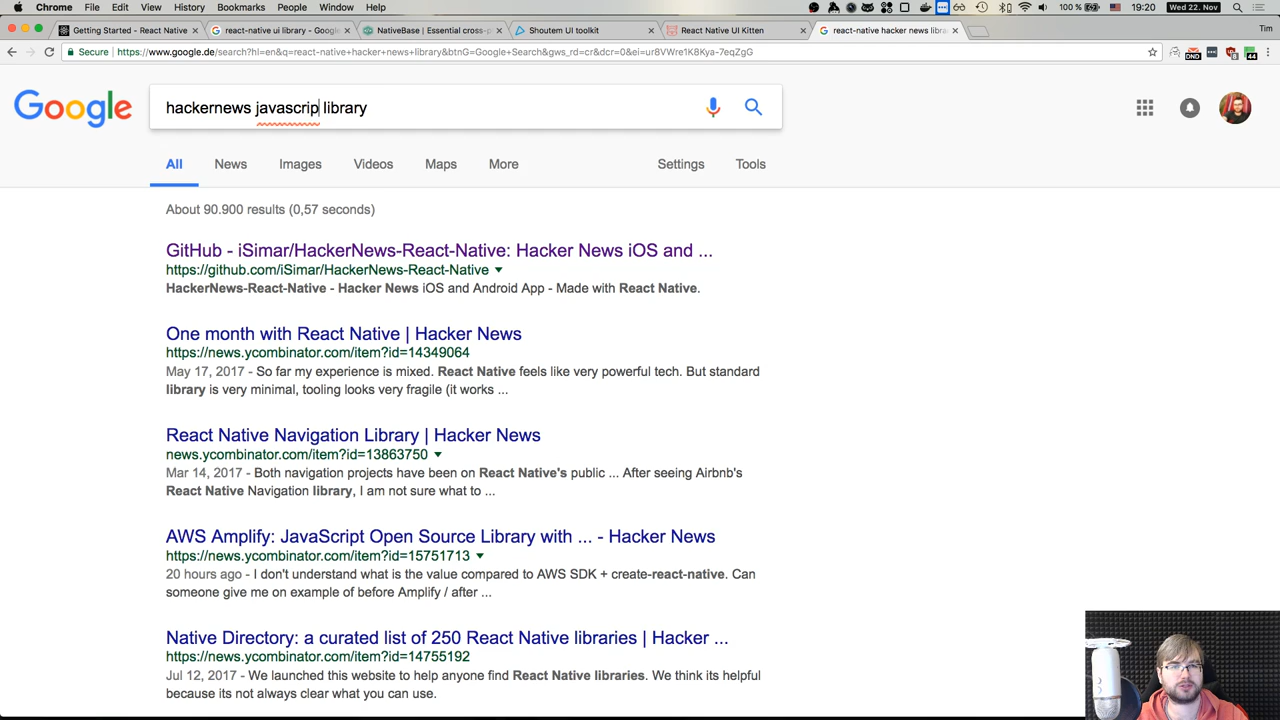 Chrome File Edit View History Bookmarks People Window Help 100 % 19:20 Wed 22. Nov
Getting Started - React Native react-native ui library - Google NativeBase | Essential cross-p Shoutem UI toolkit React Native UI Kitten react-native hacker news libra Tim
Secure https://www.google.de/search?hl=en&q=react-native+hacker+news+library&btnG=Google+Search&gws_rd=cr&dcr=0&ei=ur8VWre1K8Kya-7eqZgG DND 8 44
Google hackernews javascrip library
All News Images Videos Maps More Settings Tools
About 90.900 results (0,57 seconds)
GitHub - iSimar/HackerNews-React-Native: Hacker News iOS and ...
https://github.com/iSimar/HackerNews-React-Native
HackerNews-React-Native - Hacker News iOS and Android App - Made with React Native.
One month with React Native | Hacker News
https://news.ycombinator.com/item?id=14349064
May 17, 2017 - So far my experience is mixed. React Native feels like very powerful tech. But standard
library is very minimal, tooling looks very fragile (it works ...
React Native Navigation Library | Hacker News
news.ycombinator.com/item?id=13863750
Mar 14, 2017 - Both navigation projects have been on React Native's public ... After seeing Airbnb's
React Native Navigation library, I am not sure what to ...
AWS Amplify: JavaScript Open Source Library with ... - Hacker News
https://news.ycombinator.com/item?id=15751713
20 hours ago - I don't understand what is the value compared to AWS SDK + create-react-native. Can
someone give me on example of before Amplify / after ...
Native Directory: a curated list of 250 React Native libraries | Hacker ...
https://news.ycombinator.com/item?id=14755192
Jul 12, 2017 - We launched this website to help anyone find React Native libraries. We think its helpful
because its not always clear what you can use.